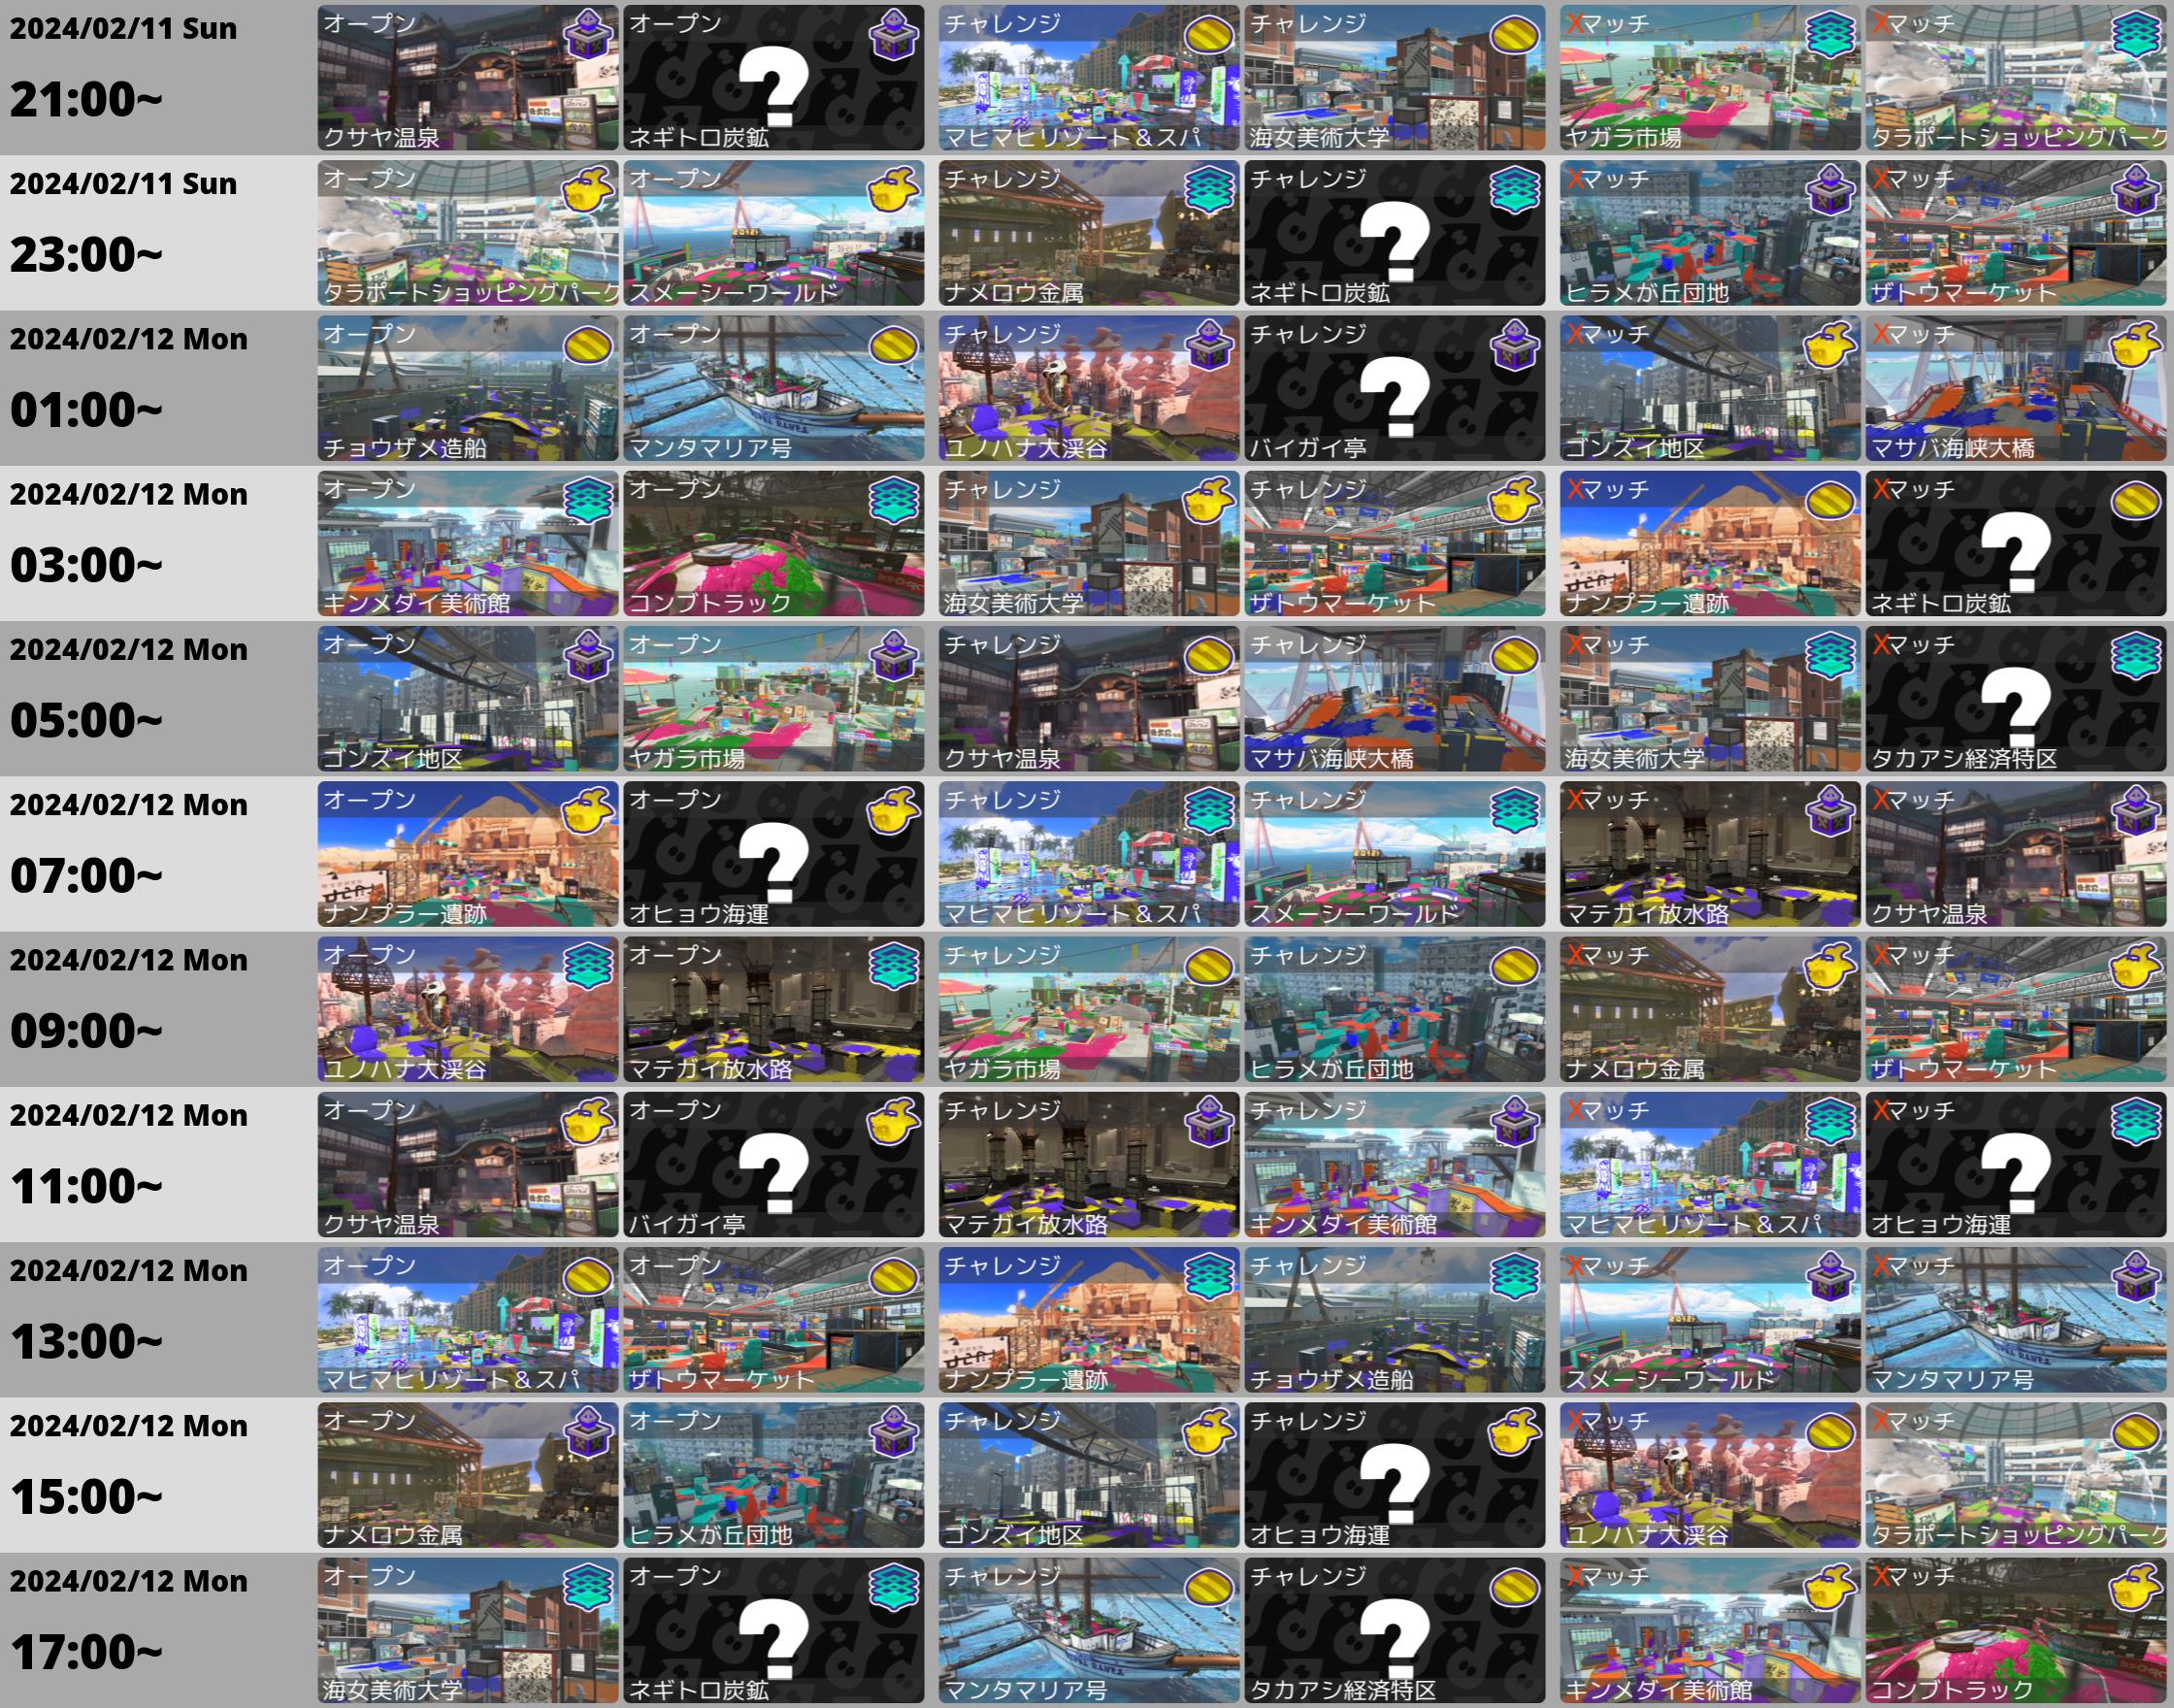 2024/02/11 Sun
21:00~
オープン
クサヤ温泉
オープン
ネギトロ炭鉱
チャレンジ
マヒマヒリゾート＆スパ
チャレンジ
海女美術大学
Xマッチ
ヤガラ市場
Xマッチ
タラポートショッピングパーク
2024/02/11 Sun
23:00~
オープン
タラポートショッピングパーク
オープン
スメーシーワールド
チャレンジ
ナメロウ金属
チャレンジ
ネギトロ炭鉱
Xマッチ
ヒラメが丘団地
Xマッチ
ザトウマーケット
2024/02/12 Mon
01:00~
オープン
チョウザメ造船
オープン
マンタマリア号
チャレンジ
ユノハナ大渓谷
チャレンジ
バイガイ亭
Xマッチ
ゴンズイ地区
Xマッチ
マサバ海峡大橋
2024/02/12 Mon
03:00~
オープン
キンメダイ美術館
オープン
コンブトラック
チャレンジ
海女美術大学
チャレンジ
ザトウマーケット
Xマッチ
ナンプラー遺跡
Xマッチ
ネギトロ炭鉱
2024/02/12 Mon
05:00~
オープン
ゴンズイ地区
オープン
ヤガラ市場
チャレンジ
クサヤ温泉
チャレンジ
マサバ海峡大橋
Xマッチ
海女美術大学
Xマッチ
タカアシ経済特区
2024/02/12 Mon
07:00~
オープン
ナンプラー遺跡
オープン
オヒョウ海運
チャレンジ
マヒマヒリゾート＆スパ
チャレンジ
スメーシーワールド
Xマッチ
マテガイ放水路
Xマッチ
クサヤ温泉
2024/02/12 Mon
09:00~
オープン
ユノハナ大渓谷
オープン
マテガイ放水路
チャレンジ
ヤガラ市場
チャレンジ
ヒラメが丘団地
Xマッチ
ナメロウ金属
Xマッチ
ザトウマーケット
2024/02/12 Mon
11:00~
オープン
クサヤ温泉
オープン
バイガイ亭
チャレンジ
マテガイ放水路
チャレンジ
キンメダイ美術館
Xマッチ
マヒマヒリゾート＆スパ
Xマッチ
オヒョウ海運
2024/02/12 Mon
13:00~
オープン
マヒマヒリゾート＆スパ
オープン
ザトウマーケット
チャレンジ
ナンプラー遺跡
チャレンジ
チョウザメ造船
Xマッチ
スメーシーワールド
Xマッチ
マンタマリア号
2024/02/12 Mon
15:00~
オープン
ナメロウ金属
オープン
ヒラメが丘団地
チャレンジ
ゴンズイ地区
チャレンジ
オヒョウ海運
Xマッチ
ユノハナ大渓谷
Xマッチ
タラポートショッピングパーク
2024/02/12 Mon
17:00~
オープン
海女美術大学
オープン
ネギトロ炭鉱
チャレンジ
マンタマリア号
チャレンジ
タカアシ経済特区
Xマッチ
キンメダイ美術館
Xマッチ
コンブトラック